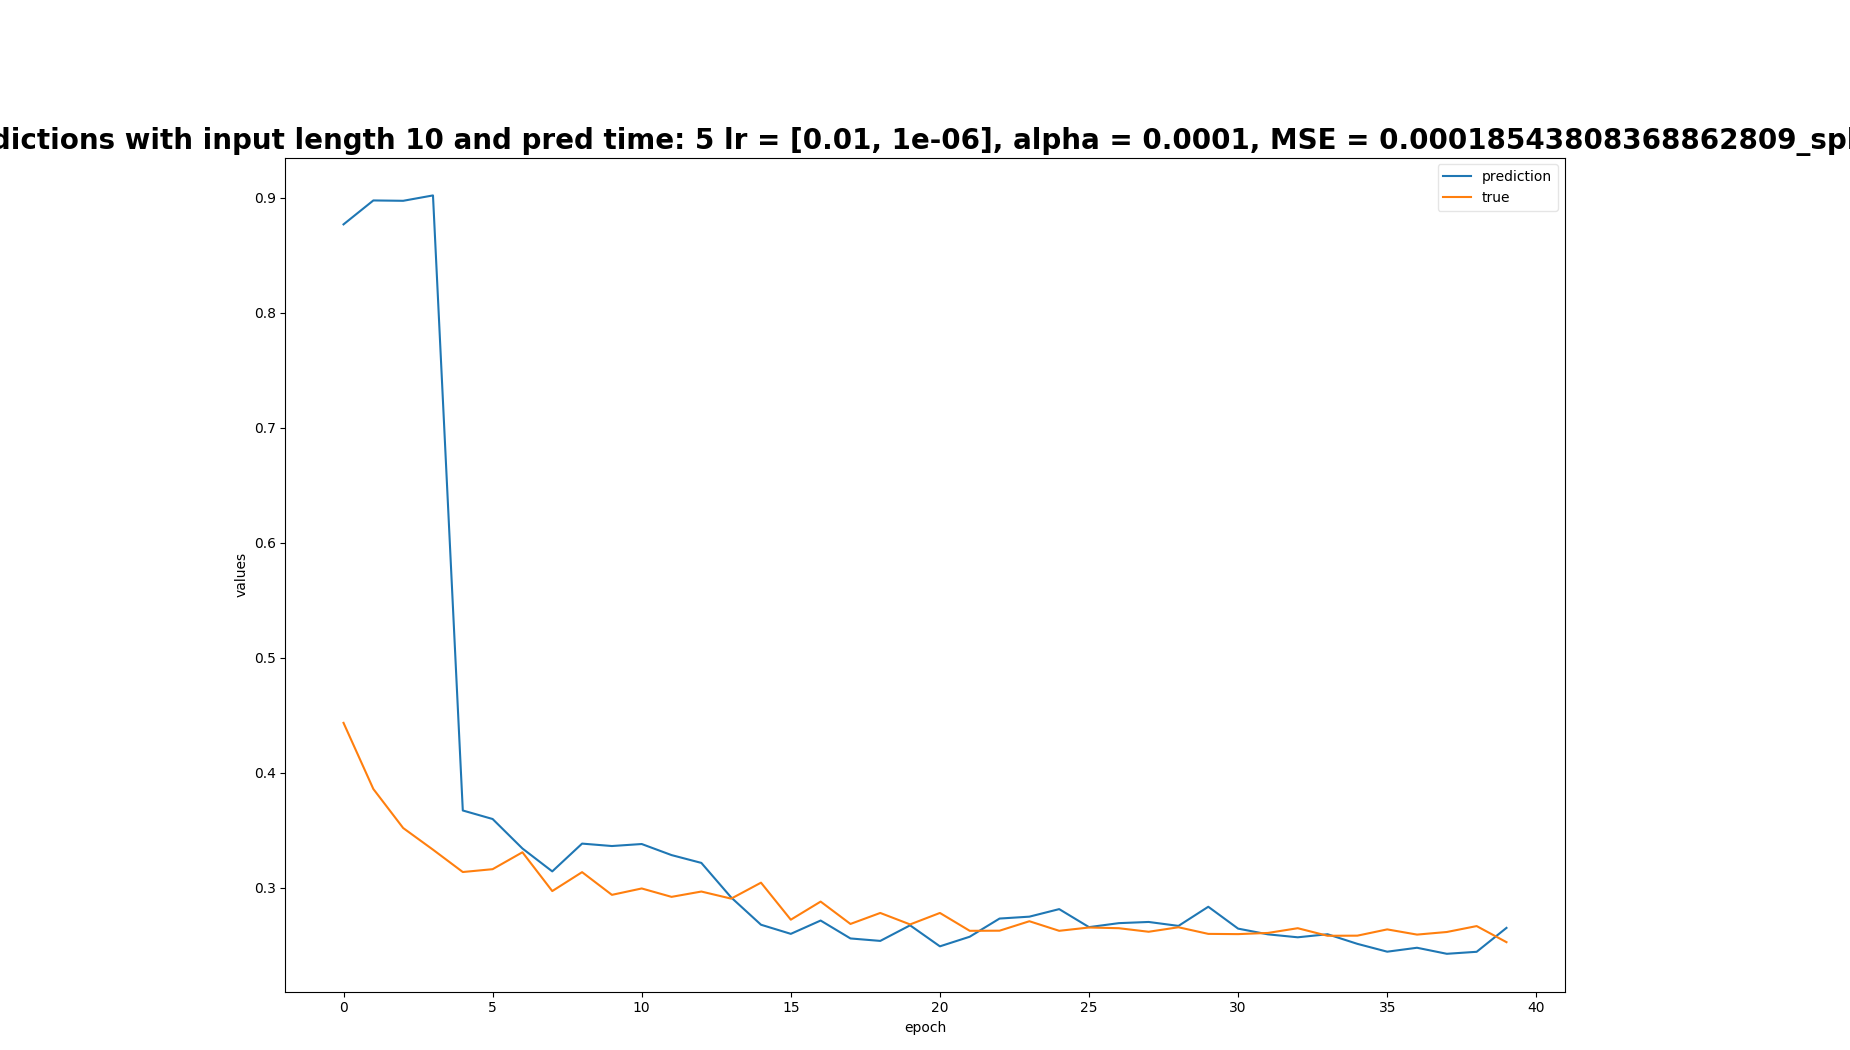 dictions with input length 10 and pred time: 5 lr = [0.01, 1e-06], alpha = 0.0001, MSE = 0.00018543808368862809_spl
prediction
true
0.9
0.8
0.7
0.6
0.5
0.4
0.3
values
0 5 10 15 20 25 30 35 40
epoch